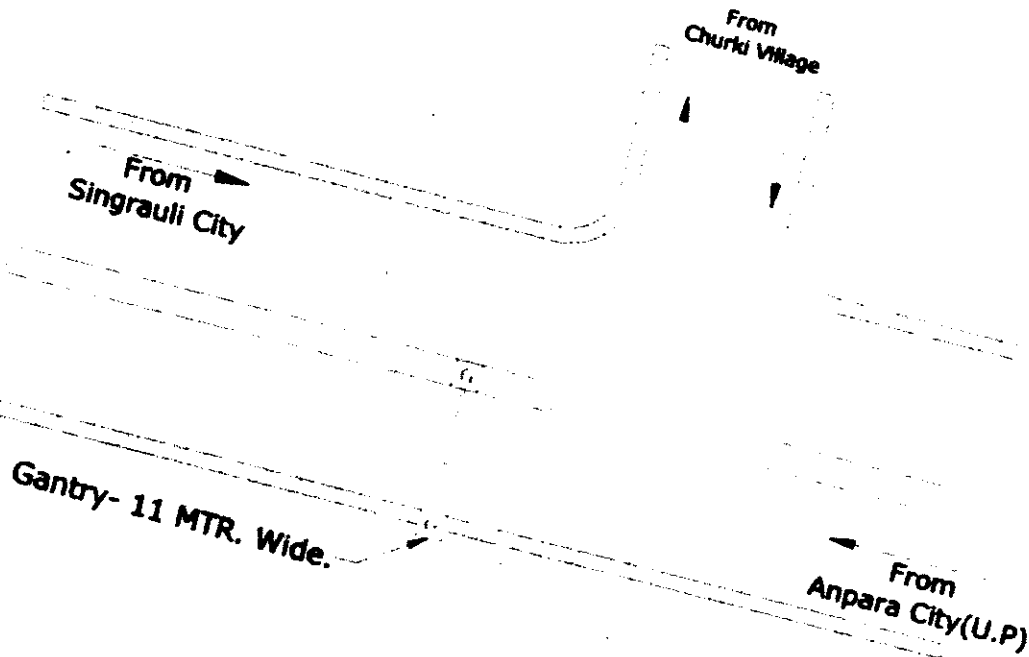 From
Churki Village
From
Singrauli City
Gantry- 11 MTR. Wide.
From
Anpara City(U.P)